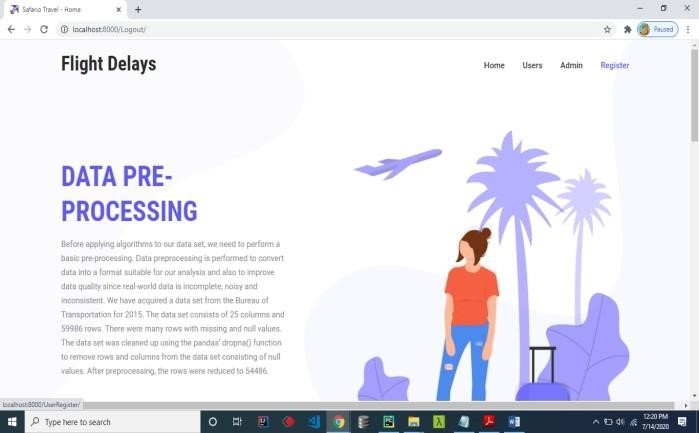 Safario Travel - Home
localhost:8000/Logout/
Paused
Flight Delays
Home Users Admin Register
DATA PRE-
PROCESSING
Before applying algorithms to our data set, we need to perform a
basic pre-processing. Data preprocessing is performed to convert
data into a format suitable for our analysis and also to improve
data quality since real-world data is incomplete, noisy and
inconsistent. We have acquired a data set from the Bureau of
Transportation for 2015. The data set consists of 25 columns and
59986 rows. There were many rows with missing and null values.
The data set was cleaned up using the pandas' dropna() function
to remove rows and columns from the data set consisting of null
values. After preprocessing, the rows were reduced to 54486.
localhost:8000/UserRegister/
Type here to search
12:20 PM
7/14/2020